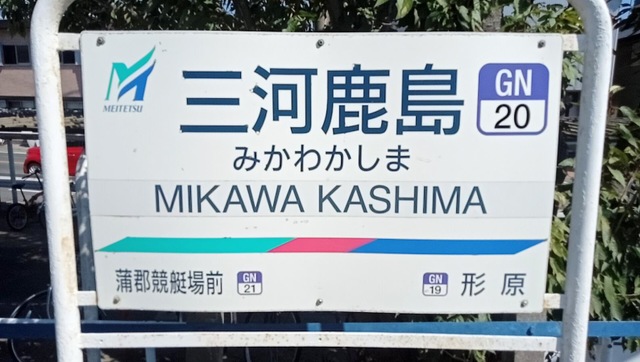 MEITETSU
三河鹿島
GN
20
みかわかしま
MIKAWA KASHIMA
蒲郡競艇場前 GN 21
GN 19 形原